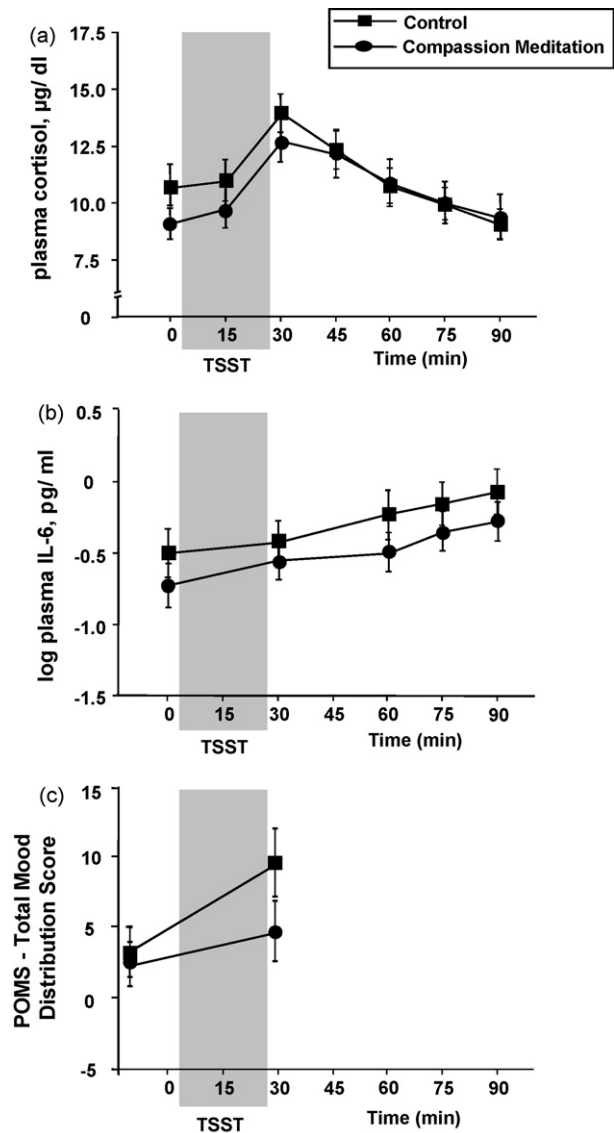 Control
Compassion Meditation
(a)
plasma cortisol, µg/ dl
17.5
15.0
12.5
10.0
7.5
0
0 15 30 45 60 75 90
TSST
Time (min)
(b)
log plasma IL-6, pg/ ml
0.5
0
-0.5
-1.0
-1.5
0 15 30 45 60 75 90
TSST
Time (min)
(c)
POMS - Total Mood
Distribution Score
15
10
5
0
-5
0 15 30 45 60 75 90
TSST
Time (min)